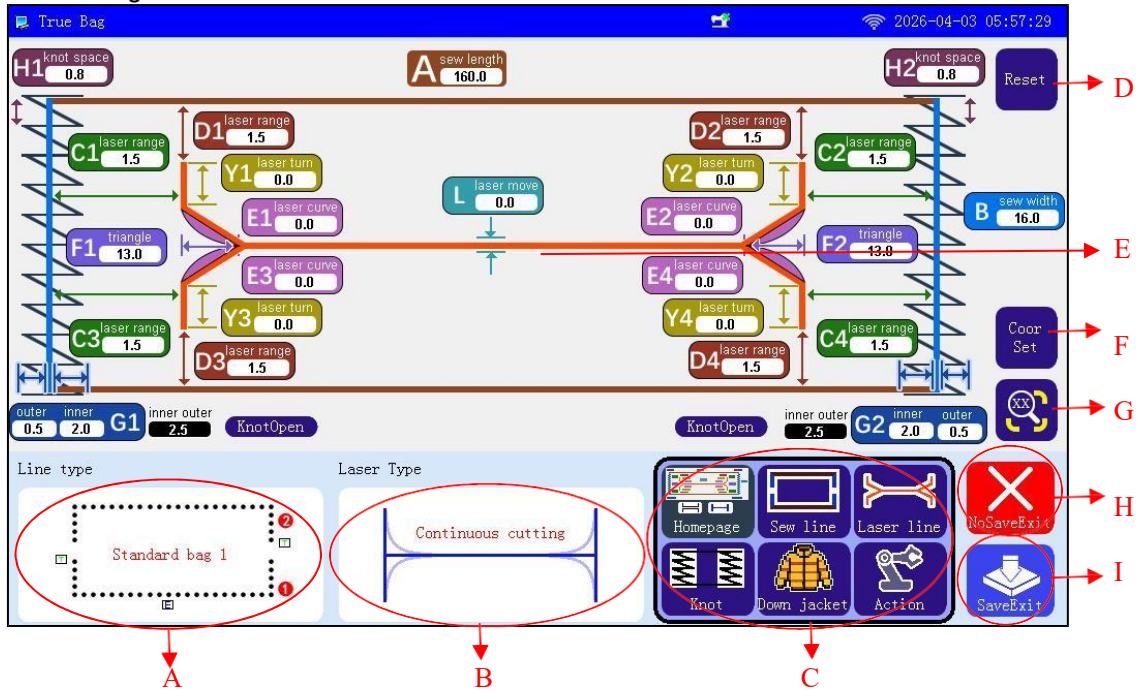 True Bag 2026-04-03 05:57:29
H1 knot space 0.8
A sew length 160.0
H2 knot space 0.8
Reset
D
D1 laser range 1.5
D2 laser range 1.5
C1 laser range 1.5
C2 laser range 1.5
Y1 laser turn 0.0
Y2 laser turn 0.0
L laser move 0.0
E1 laser curve 0.0
E2 laser curve 0.0
B sew width 16.0
F1 triangle 13.0
F2 triangle 13.0
E
E3 laser curve 0.0
E4 laser curve 0.0
Y3 laser turn 0.0
Y4 laser turn 0.0
C3 laser range 1.5
C4 laser range 1.5
Coor
Set
F
D3 laser range 1.5
D4 laser range 1.5
XX
G
outer 0.5 inner 2.0 G1
inner outer 2.5
KnotOpen
KnotOpen
inner outer 2.5
G2 inner 2.0 outer 0.5
Line type
Laser Type
2
Standard bag 1
T
T
1
E
Continuous cutting
Homepage
Sew line
Laser line
NoSaveExit
H
Knot
Down jacket
Action
SaveExit
I
A
B
C